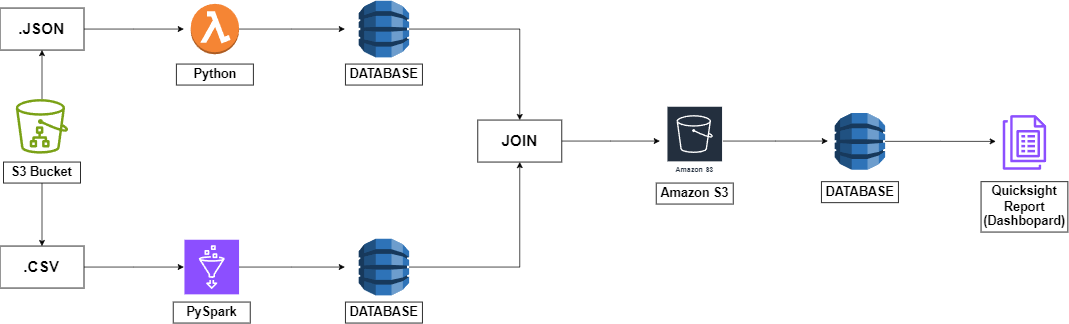 .JSON
Python
DATABASE
S3 Bucket
JOIN
Amazon S3
Amazon S3
DATABASE
Quicksight
Report
(Dashbopard)
.CSV
PySpark
DATABASE